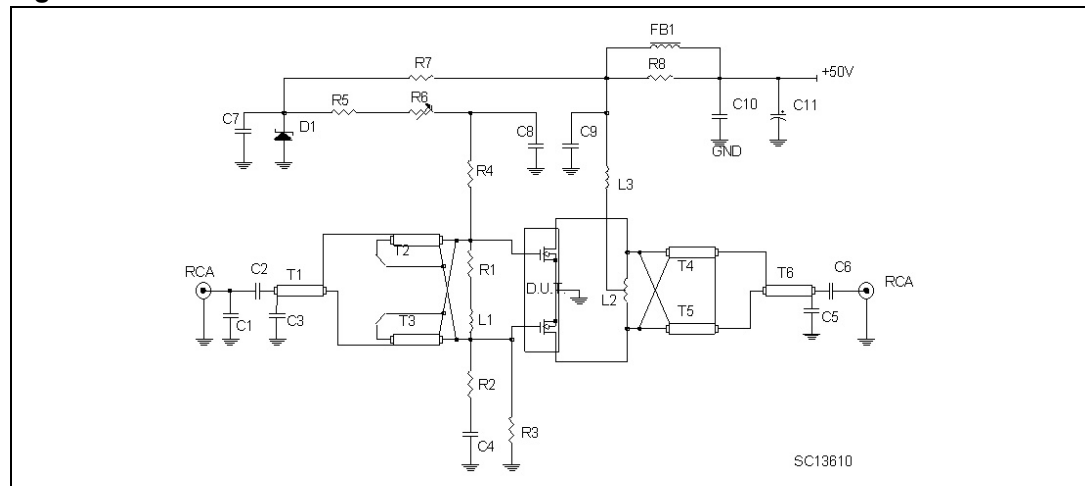 FB1
R7
R8
+50V
R5
R6
C7
D1
C8
C9
C10
C11
GND
R4
L3
T2
RCA
C2
T1
R1
D.U.T.
L2
T4
T6
C6
RCA
C1
C3
T3
L1
T5
C5
R2
R3
C4
SC13610